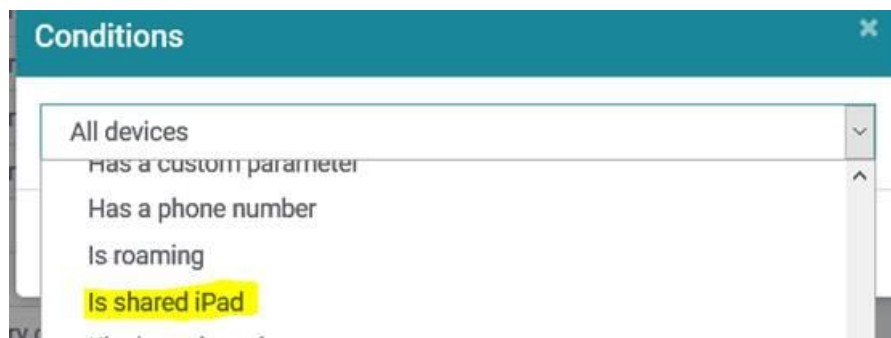 Conditions
All devices
Has a custom parameter
Has a phone number
Is roaming
Is shared iPad